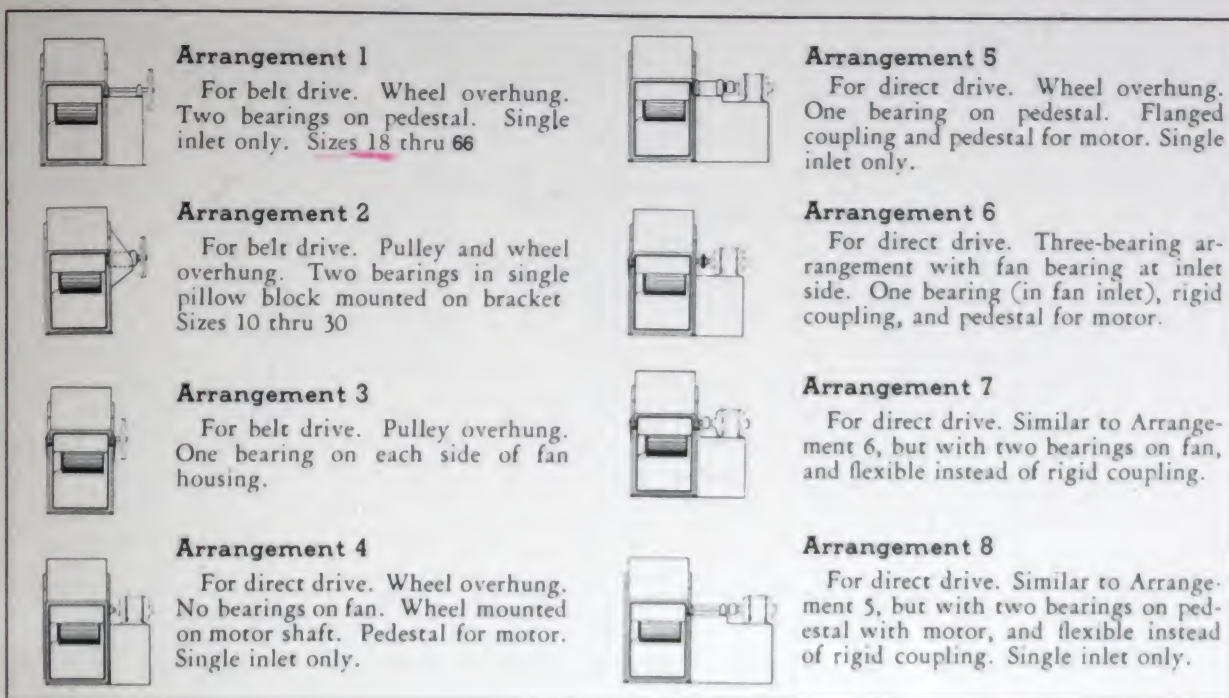 Arrangement 1
For belt drive. Wheel overhung.
Two bearings on pedestal. Single
inlet only. Sizes 18 thru 66
Arrangement 2
For belt drive. Pulley and wheel
overhung. Two bearings in single
pillow block mounted on bracket
Sizes 10 thru 30
Arrangement 3
For belt drive. Pulley overhung.
One bearing on each side of fan
housing.
Arrangement 4
For direct drive. Wheel overhung.
No bearings on fan. Wheel mounted
on motor shaft. Pedestal for motor.
Single inlet only.
Arrangement 5
For direct drive. Wheel overhung.
One bearing on pedestal. Flanged
coupling and pedestal for motor. Single
inlet only.
Arrangement 6
For direct drive. Three-bearing ar-
rangement with fan bearing at inlet
side. One bearing (in fan inlet), rigid
coupling, and pedestal for motor.
Arrangement 7
For direct drive. Similar to Arrange-
ment 6, but with two bearings on fan,
and flexible instead of rigid coupling.
Arrangement 8
For direct drive. Similar to Arrange-
ment 5, but with two bearings on ped-
estal with motor, and flexible instead
of rigid coupling. Single inlet only.